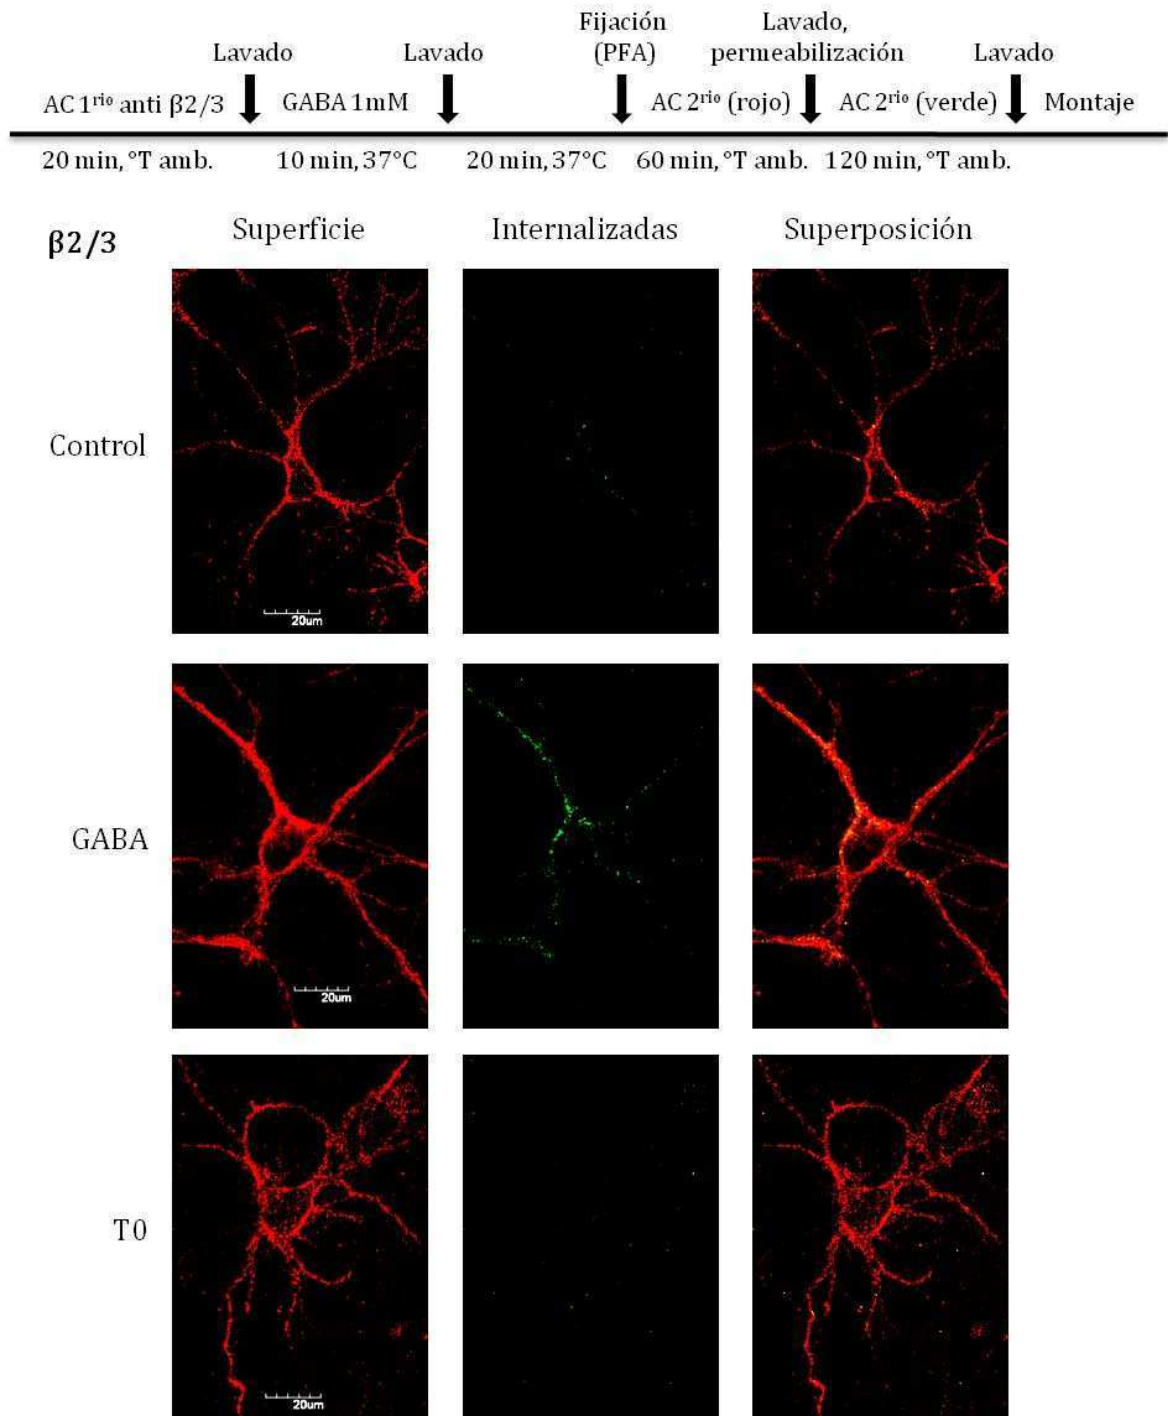 Fijación
(PFA)
Lavado,
permeabilización
Lavado
Lavado
Lavado
AC 1rio anti β2/3
GABA 1mM
AC 2rio (rojo)
AC 2rio (verde)
Montaje
20 min, °T amb.
10 min, 37°C
20 min, 37°C
60 min, °T amb.
120 min, °T amb.
β2/3
Superficie
Internalizadas
Superposición
Control
20um
GABA
20um
T0
20um